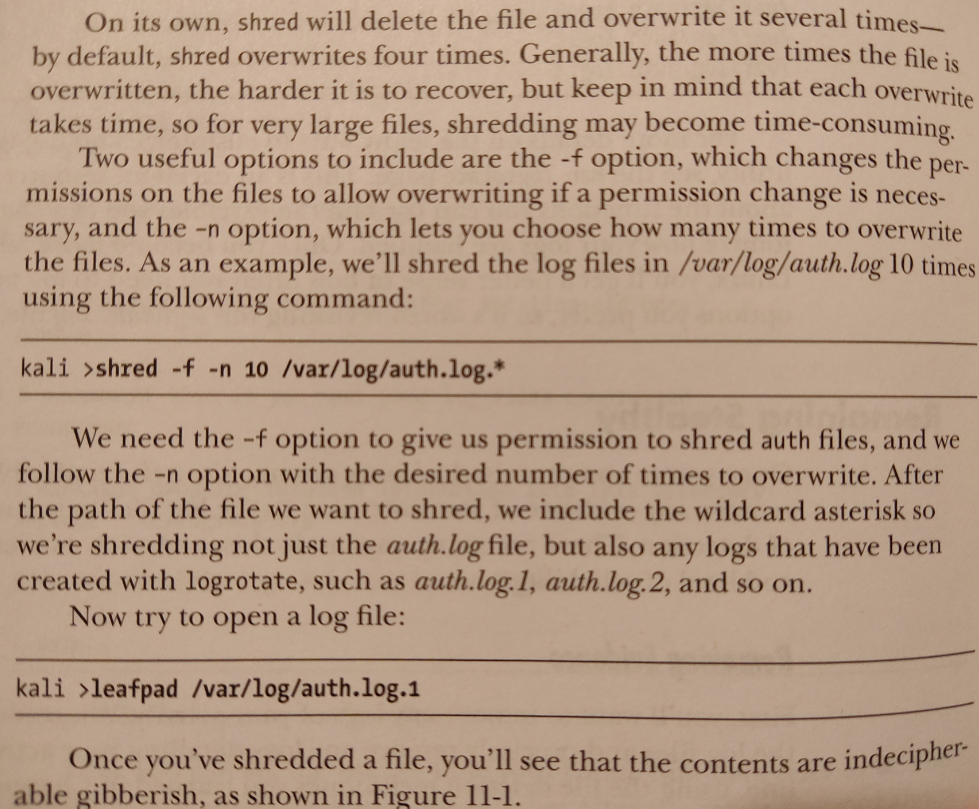 On its own, shred will delete the file and overwrite it several times—
by default, shred overwrites four times. Generally, the more times the file is
overwritten, the harder it is to recover, but keep in mind that each overwrite
takes time, so for very large files, shredding may become time-consuming.
Two useful options to include are the -f option, which changes the per-
missions on the files to allow overwriting if a permission change is neces-
sary, and the -n option, which lets you choose how many times to overwrite
the files. As an example, we'll shred the log files in /var/log/auth.log 10 times
using the following command:
kali >shred -f -n 10 /var/log/auth.log.*
We need the -f option to give us permission to shred auth files, and we
follow the -n option with the desired number of times to overwrite. After
the path of the file we want to shred, we include the wildcard asterisk so
we're shredding not just the auth.log file, but also any logs that have been
created with logrotate, such as auth.log.1, auth.log.2, and so on.
Now try to open a log file:
kali >leafpad /var/log/auth.log.1
Once you've shredded a file, you'll see that the contents are indecipher-
able gibberish, as shown in Figure 11-1.